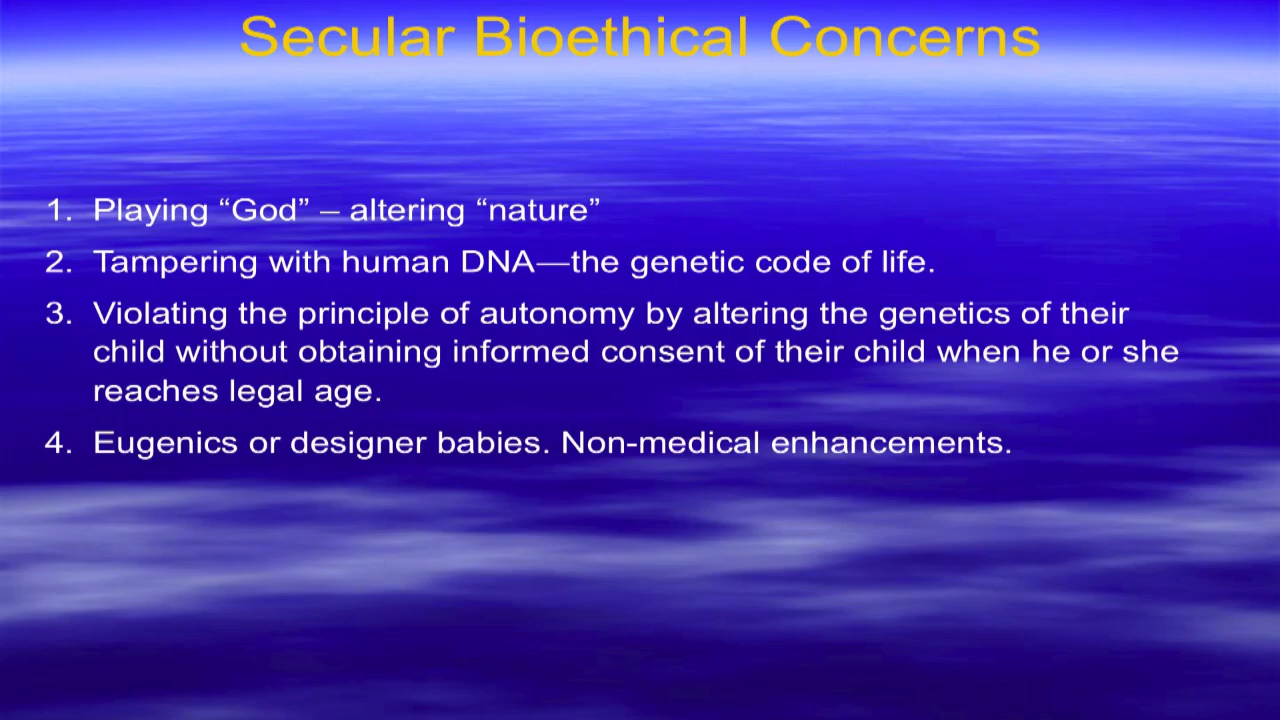 Secular Bioethical Concerns
1. Playing “God” – altering “nature”
2. Tampering with human DNA—the genetic code of life.
3. Violating the principle of autonomy by altering the genetics of their
child without obtaining informed consent of their child when he or she
reaches legal age.
4. Eugenics or designer babies. Non-medical enhancements.